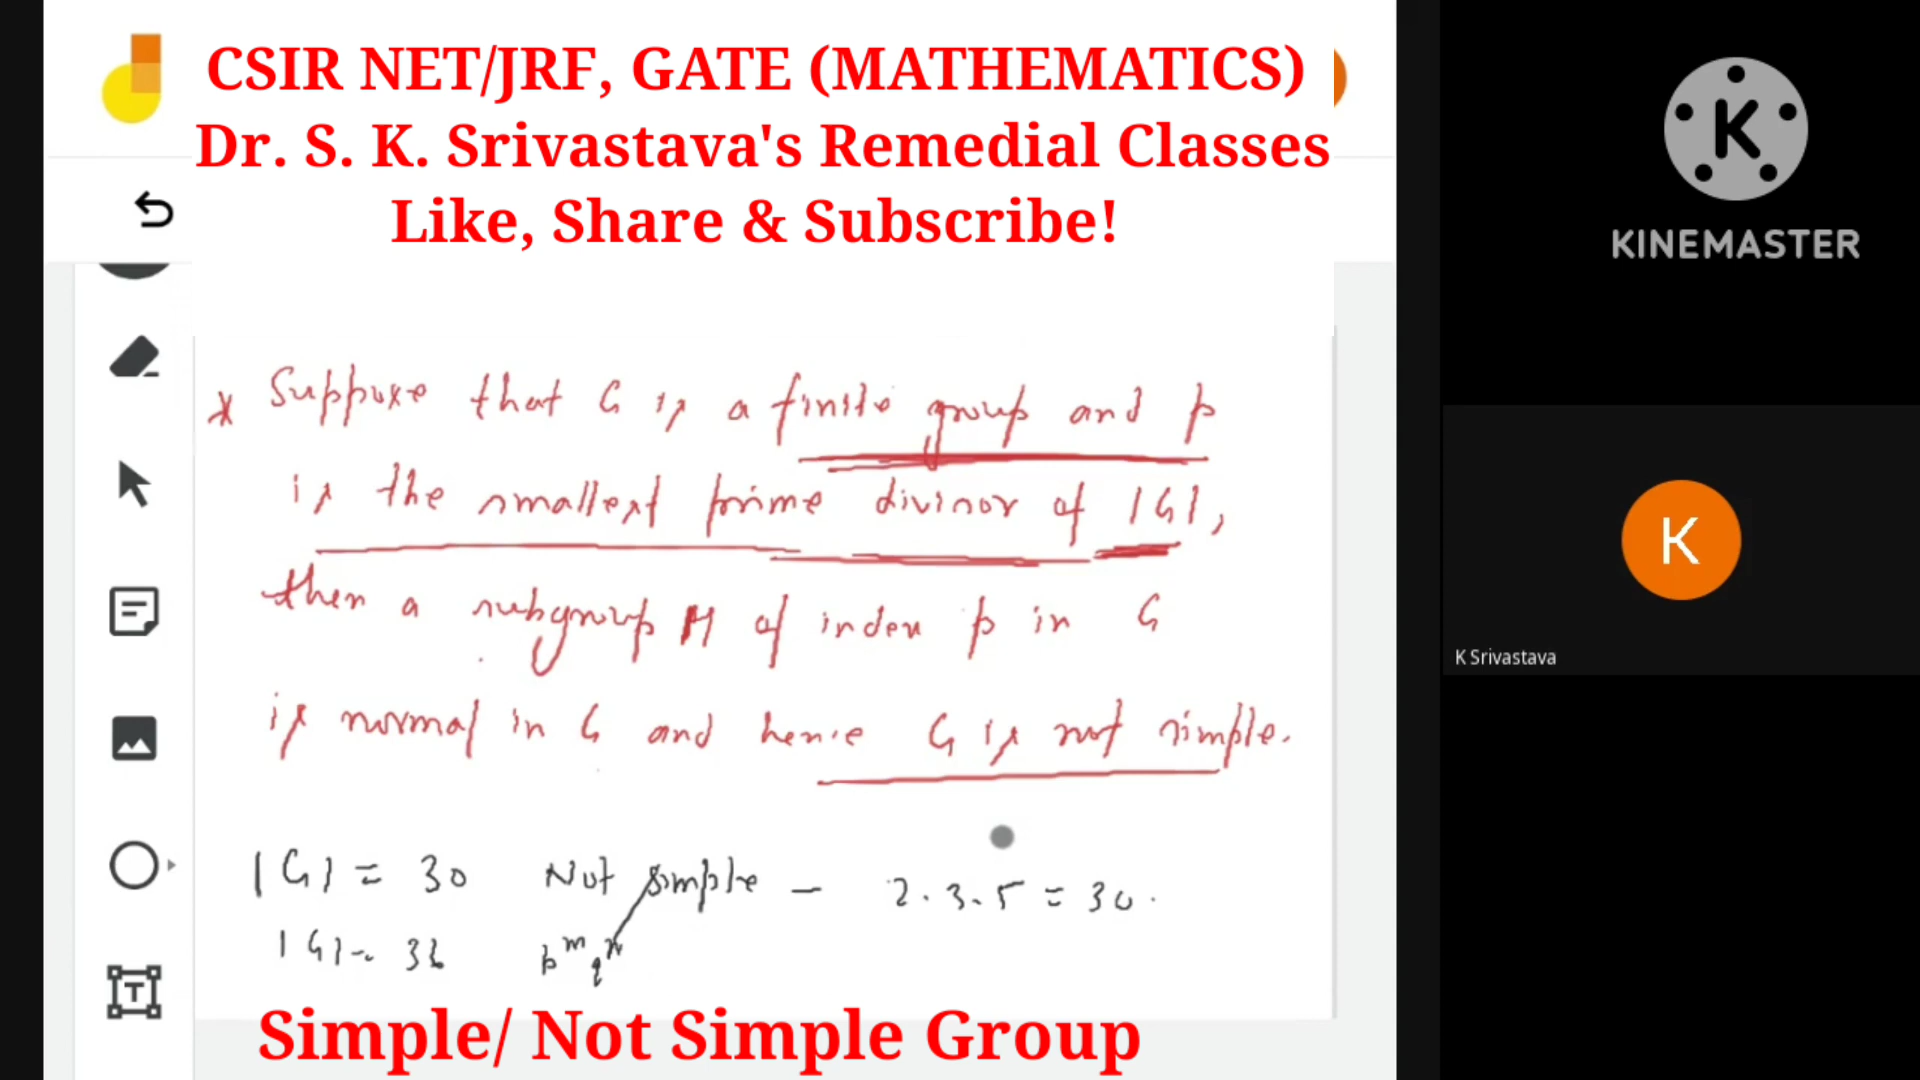 CSIR NET/JRF, GATE (MATHEMATICS)
Dr. S. K. Srivastava's Remedial Classes
Like, Share & Subscribe!
* Suppose that G is a finite group and p
is the smallest prime divisor of |G|,
then a subgroup H of index p in G
is normal in G and hence G is not simple.
|G| = 30 Not simple - 2.3.5 = 30.
|G| = 36 p^m q^n
Simple/ Not Simple Group
K
KINEMASTER
K
K Srivastava
T